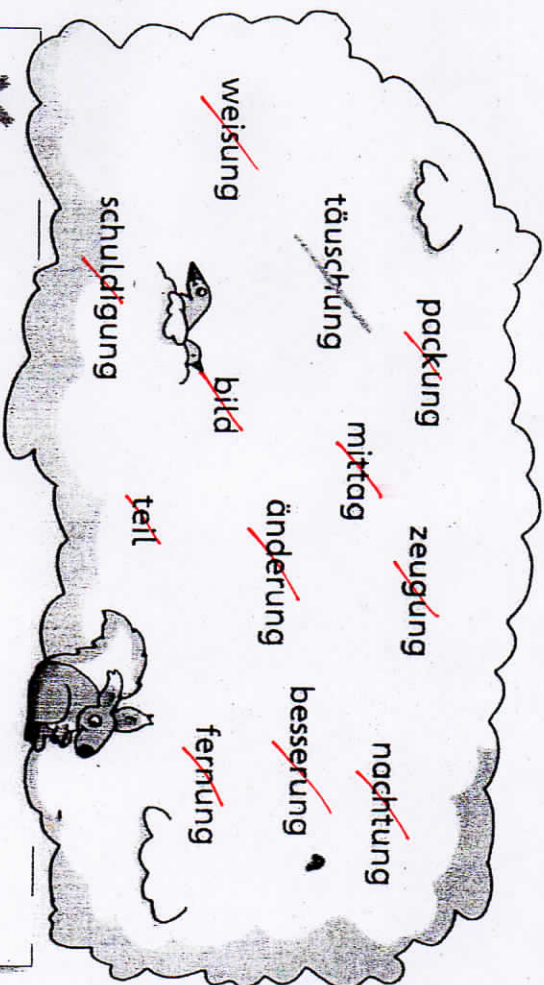 packung
zeugung
nachtung
täuschung
mittag
besserung
änderung
weisung
bild
fernung
teil
schuldigung